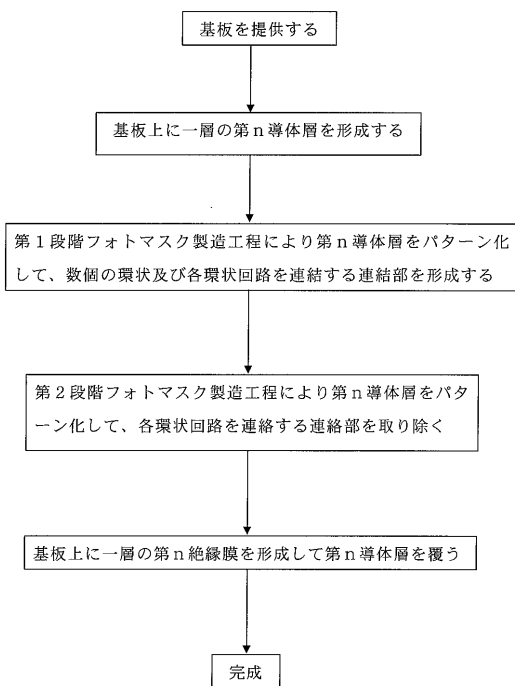 基板を提供する
基板上に一層の第n導体層を形成する
第1段階フォトマスク製造工程により第n導体層をパターン化
して、数個の環状及び各環状回路を連結する連結部を形成する
第2段階フォトマスク製造工程により第n導体層をパタ
ーン化して、各環状回路を連絡する連絡部を取り除く
基板上に一層の第n絶縁膜を形成して第n導体層を覆う
完成